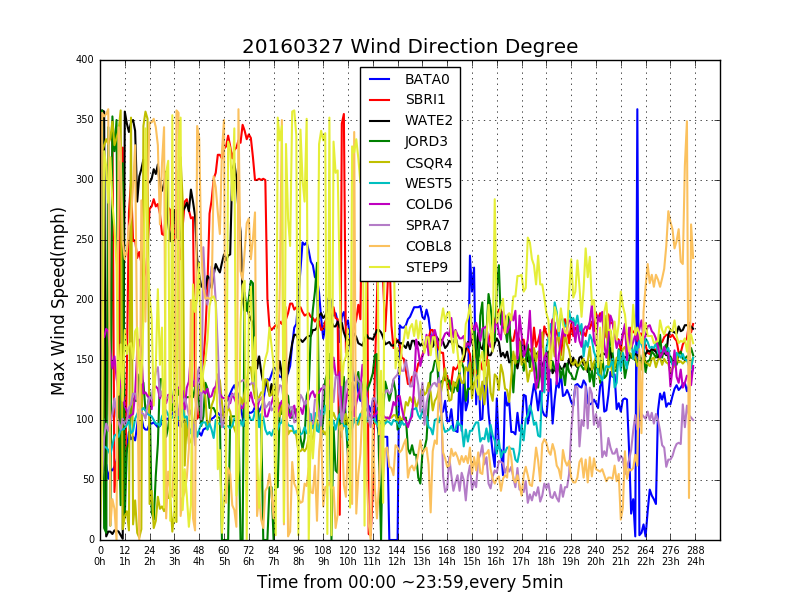 20160327 Wind Direction Degree
400
350
300
250
200
150
100
50
0
Max Wind Speed(mph)
BATA0
SBRI1
WATE2
JORD3
CSQR4
WEST5
COLD6
SPRA7
COBL8
STEP9
0 12 24 36 48 60 72 84 96 108 120 132 144 156 168 180 192 204 216 228 240 252 264 276 288
0h 1h 2h 3h 4h 5h 6h 7h 8h 9h 10h 11h 12h 13h 14h 15h 16h 17h 18h 19h 20h 21h 22h 23h 24h
Time from 00:00 ~23:59,every 5min